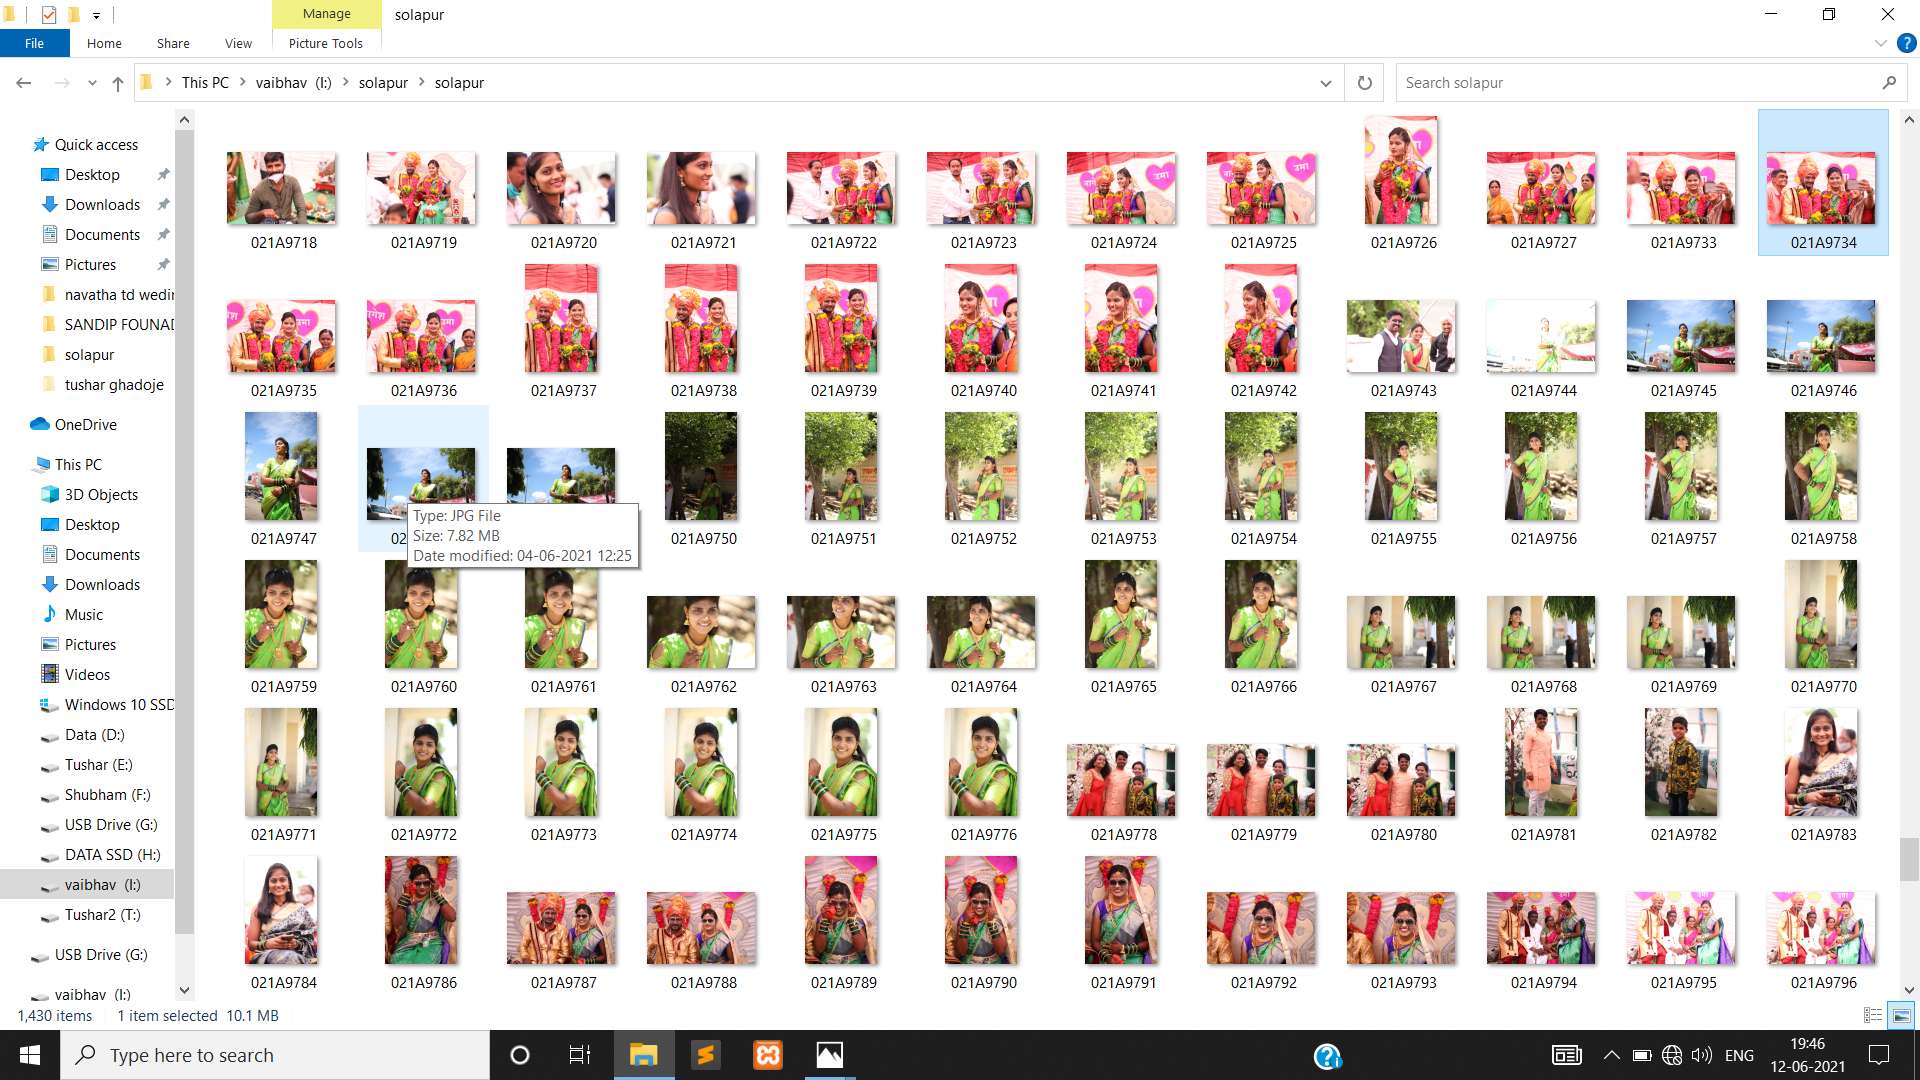 Manage
solapur
File
Home
Share
View
Picture Tools
?
This PC
vaibhav (I:)
solapur
solapur
Search solapur
Quick access
Desktop
Downloads
Documents
Pictures
navatha td wedin
SANDIP FOUNAD
solapur
tushar ghadoje
OneDrive
This PC
3D Objects
Desktop
Documents
Downloads
Music
Pictures
Videos
Windows 10 SSD
Data (D:)
Tushar (E:)
Shubham (F:)
USB Drive (G:)
DATA SSD (H:)
vaibhav (I:)
Tushar2 (T:)
USB Drive (G:)
vaibhav (I:)
021A9718 021A9719 021A9720 021A9721 021A9722 021A9723 021A9724 021A9725 021A9726 021A9727 021A9733 021A9734
021A9735 021A9736 021A9737 021A9738 021A9739 021A9740 021A9741 021A9742 021A9743 021A9744 021A9745 021A9746
021A9747 02 021A9750 021A9751 021A9752 021A9753 021A9754 021A9755 021A9756 021A9757 021A9758
Type: JPG File
Size: 7.82 MB
Date modified: 04-06-2021 12:25
021A9759 021A9760 021A9761 021A9762 021A9763 021A9764 021A9765 021A9766 021A9767 021A9768 021A9769 021A9770
021A9771 021A9772 021A9773 021A9774 021A9775 021A9776 021A9778 021A9779 021A9780 021A9781 021A9782 021A9783
021A9784 021A9786 021A9787 021A9788 021A9789 021A9790 021A9791 021A9792 021A9793 021A9794 021A9795 021A9796
1,430 items 1 item selected 10.1 MB
Type here to search
ENG
19:46
12-06-2021